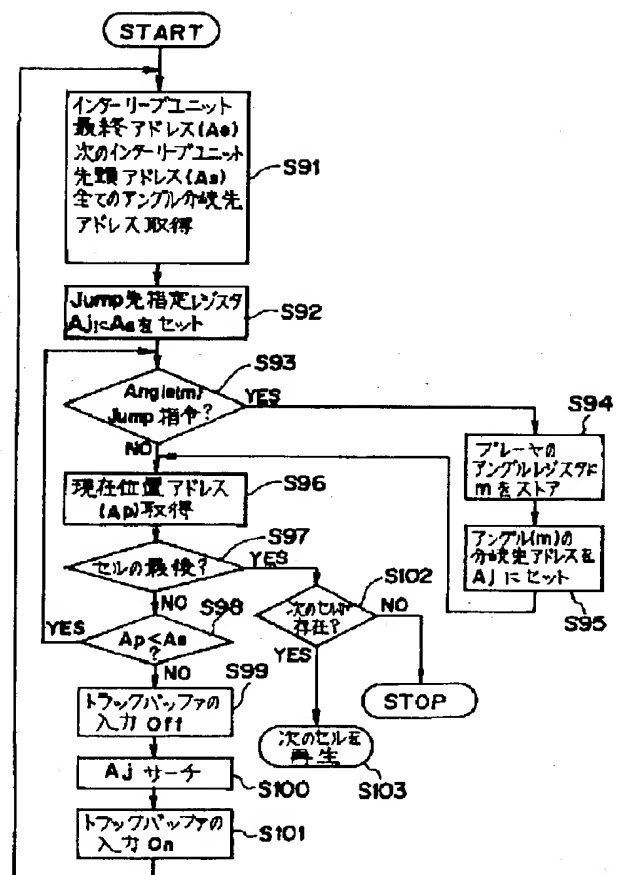 START
インターリーブユニット
最終アドレス(Ae)
次のインターリーブユニット
先頭アドレス(As)
全てのアングル分岐先
アドレス取得
S91
Jump先指定レジスタ
AjにAsをセット
S92
S93
Angle(m)
Jump指令?
YES
NO
S94
プレーヤの
アングルレジスタに
mをストア
アングル(m)の
分岐先アドレスを
Ajにセット
S95
現在位置アドレス
(Ap)取得
S96
S97
セルの最後?
YES
NO
S102
次のセルが
存在?
NO
YES
S98
YES
Ap<Ae
?
NO
STOP
S99
トラックバッファの
入力 Off
次のセルを
再生
S103
Aj サーチ
S100
トラックバッファの
入力 On
S101